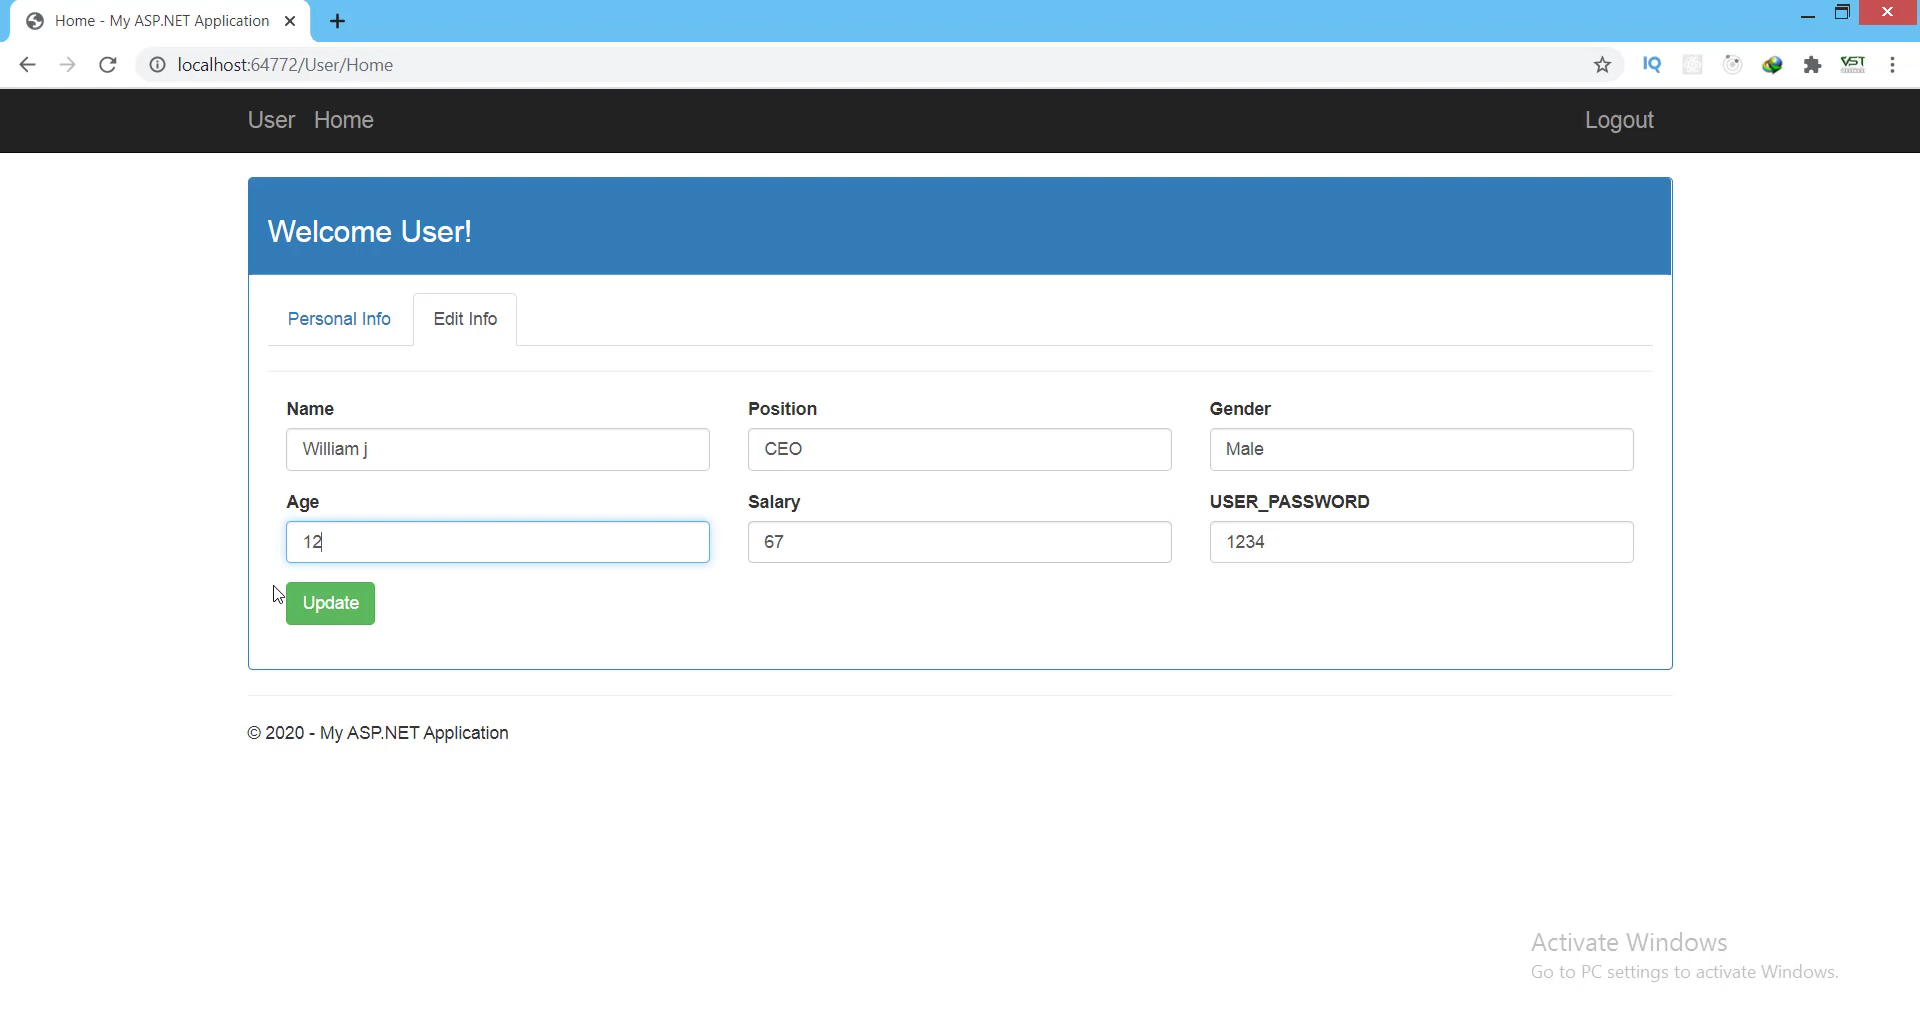 Home - My ASP.NET Application
localhost:64772/User/Home
IQ
VST
User Home Logout
Welcome User!
Personal Info Edit Info
Name Position Gender
William j CEO Male
Age Salary USER_PASSWORD
12 67 1234
Update
© 2020 - My ASP.NET Application
Activate Windows
Go to PC settings to activate Windows.